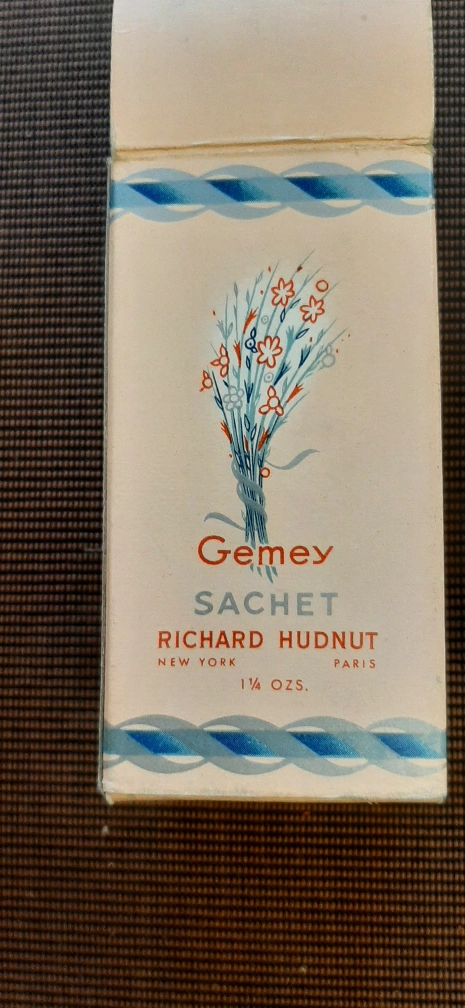 Gemey
SACHET
RICHARD HUDNUT
NEW YORK PARIS
1¼ OZS.